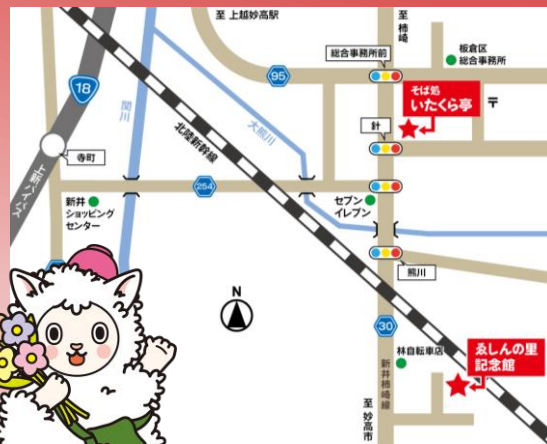 至 上越妙高駅
至 柿崎
総合事務所前
板倉区
総合事務所
95
18
そば処
いたくら亭
〒
関川
大熊川
針
北陸新幹線
寺町
上新バイパス
254
新井
ショッピング
センター
セブン
イレブン
熊川
N
30
林自転車店
ゑしんの里
記念館
新井柿崎線
至 妙高市